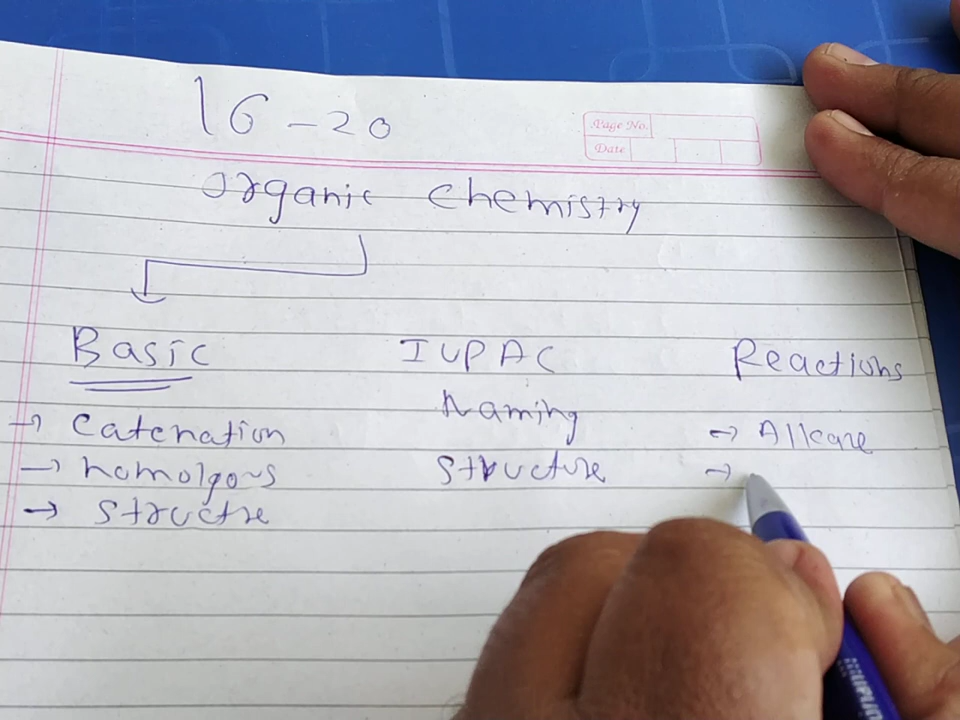 16-20
Page No.
Date
Organic Chemistry
Basic
→ Catenation
→ homolgous
→ Structre
IUPAC
Naming
Structure
Reactions
→ Alkane
→